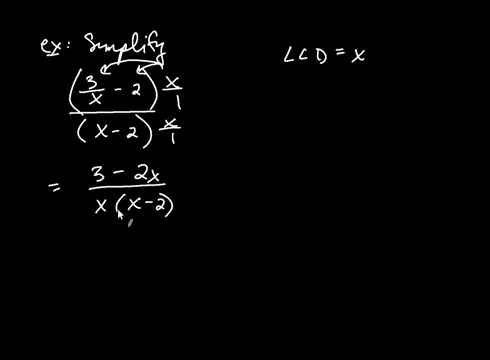 ex: Simplify
LCD = x
(3/x - 2) x/1
(x - 2) x/1
= 3 - 2x
x (x - 2)